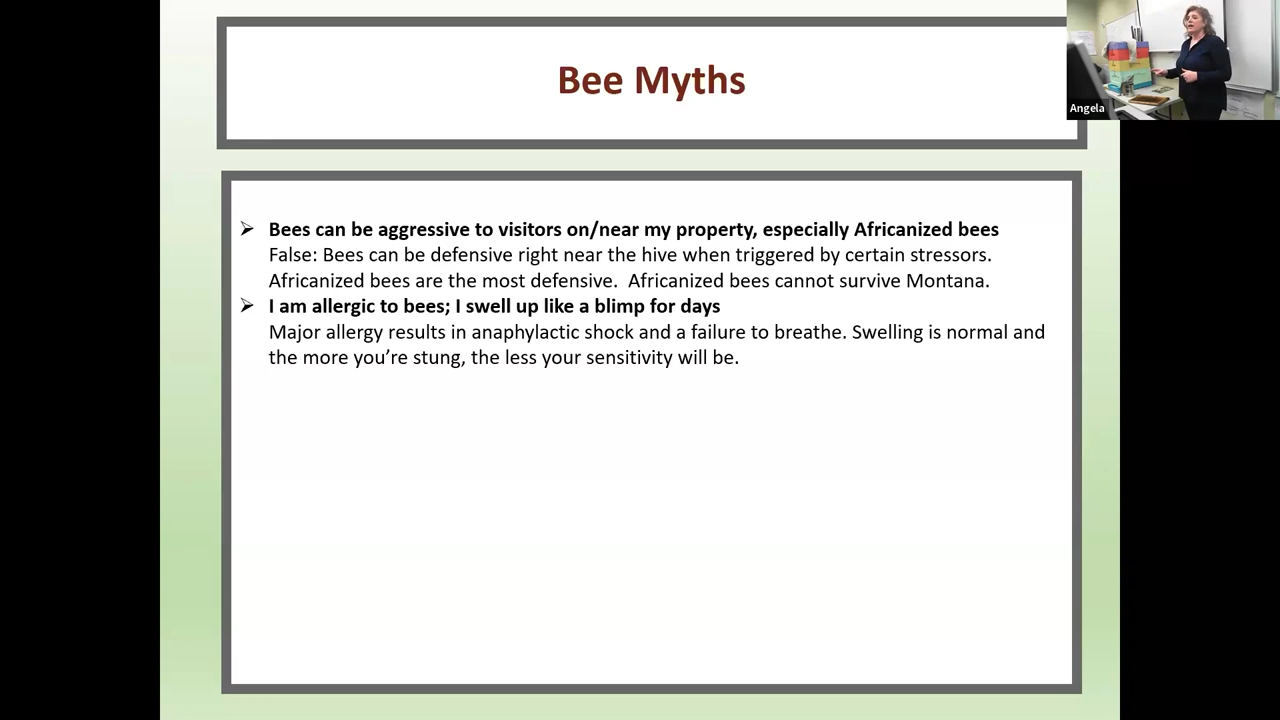 Bee Myths
Angela
➢ Bees can be aggressive to visitors on/near my property, especially Africanized bees
False: Bees can be defensive right near the hive when triggered by certain stressors.
Africanized bees are the most defensive.  Africanized bees cannot survive Montana.
➢ I am allergic to bees; I swell up like a blimp for days
Major allergy results in anaphylactic shock and a failure to breathe. Swelling is normal and
the more you’re stung, the less your sensitivity will be.